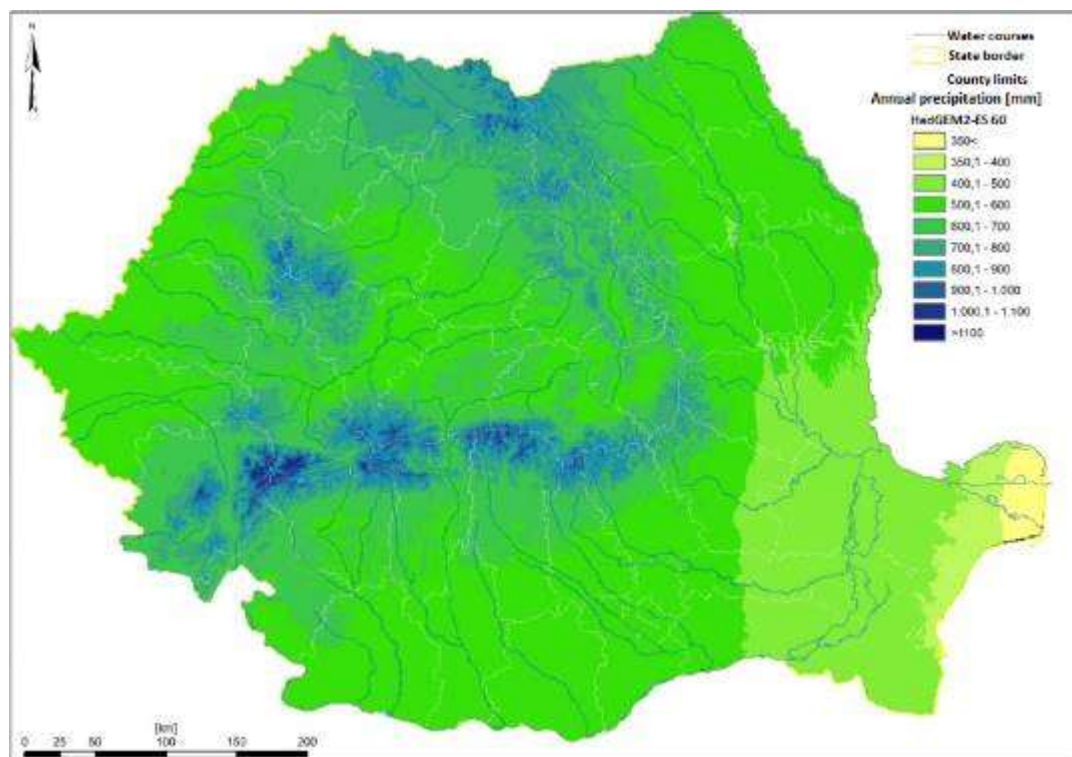 N
Water courses
State border
County limits
Annual precipitation [mm]
HadGEM2-ES 60
350<
350,1 - 400
400,1 - 500
500,1 - 600
600,1 - 700
700,1 - 800
800,1 - 900
900,1 - 1.000
1.000,1 - 1.100
>1100
[km]
0 25 50 100 150 200